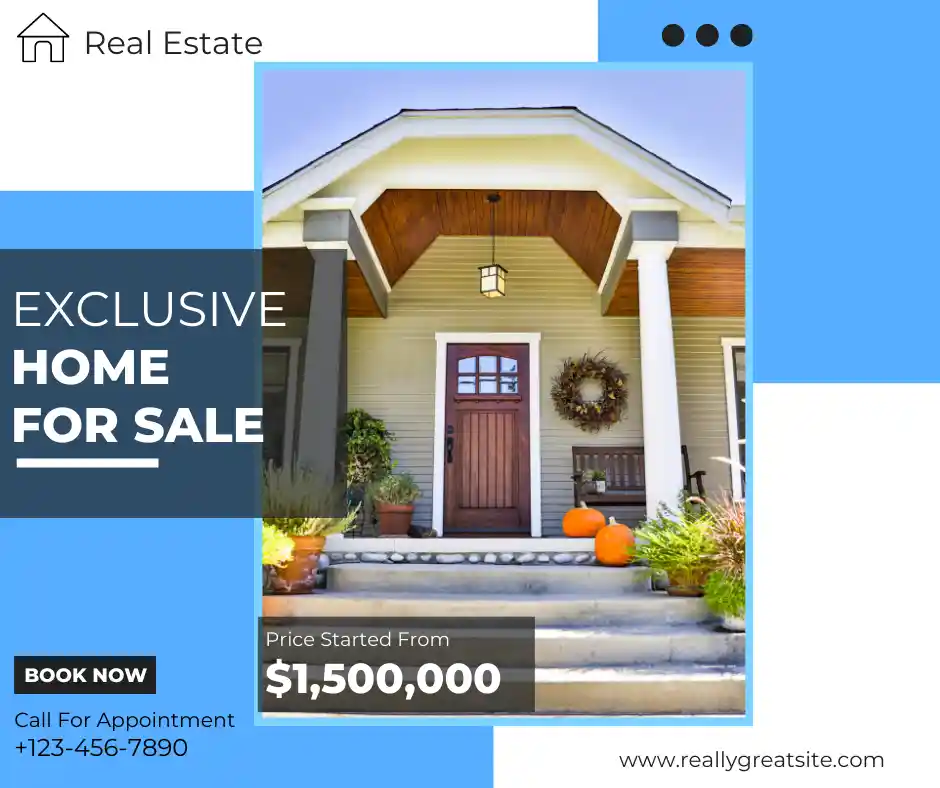 Real Estate
EXCLUSIVE
HOME
FOR SALE
Price Started From
$1,500,000
BOOK NOW
Call For Appointment
+123-456-7890
www.reallygreatsite.com